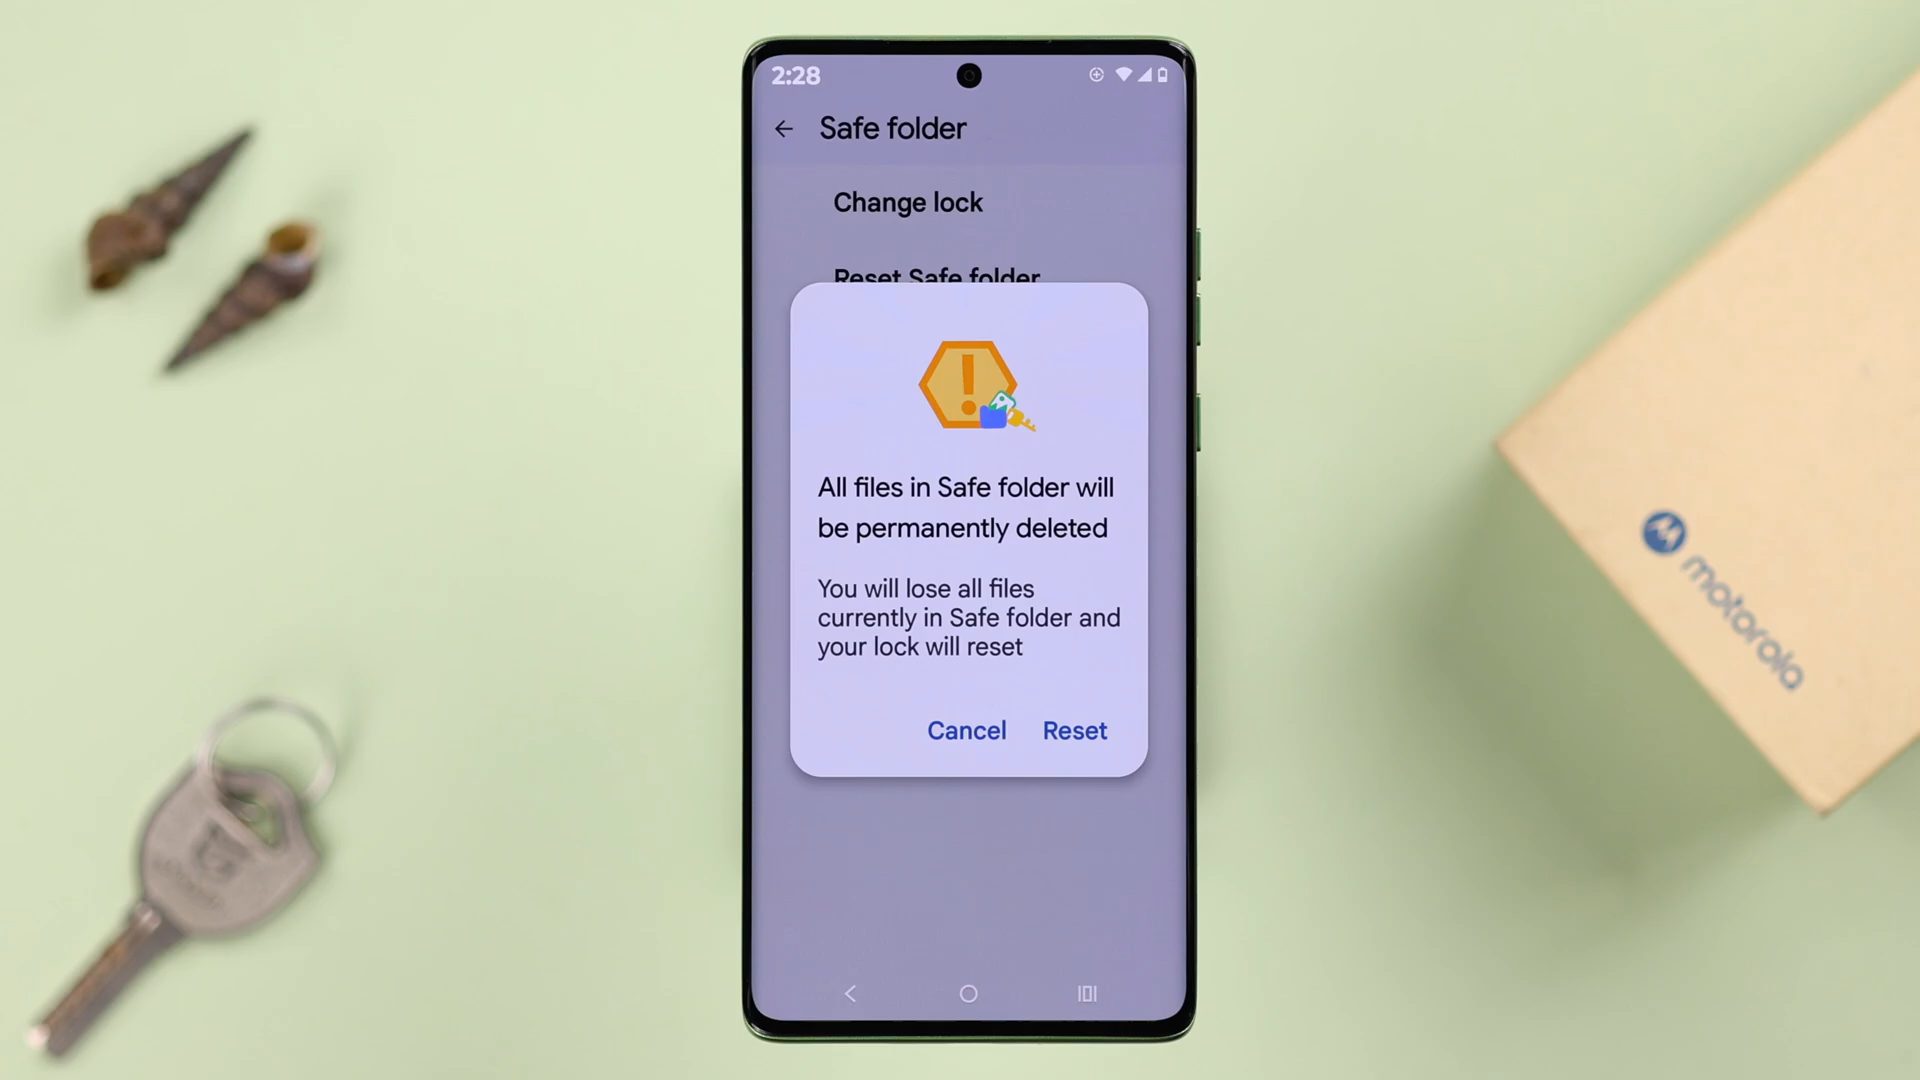 2:28
Safe folder
Change lock
Reset Safe folder
All files in Safe folder will
be permanently deleted
You will lose all files
currently in Safe folder and
your lock will reset
Cancel Reset
motorola